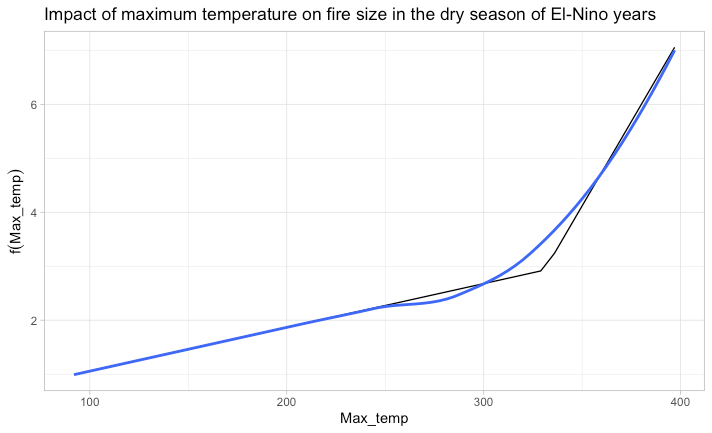 Impact of maximum temperature on fire size in the dry season of El-Nino years
f(Max_temp)
6
4
2
100 200 300 400
Max_temp